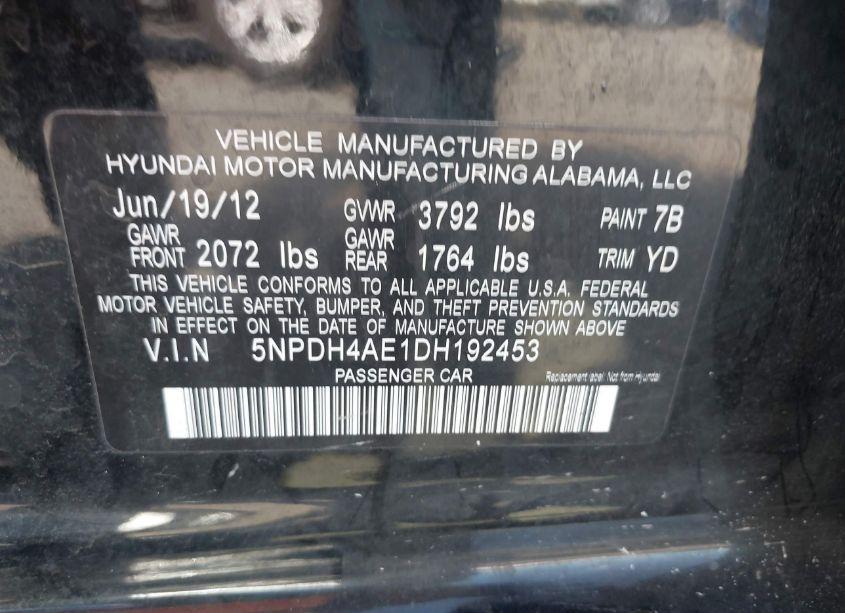 VEHICLE MANUFACTURED BY
HYUNDAI MOTOR MANUFACTURING ALABAMA, LLC
Jun/19/12 GVWR 3792 lbs PAINT 7B
GAWR FRONT 2072 lbs GAWR REAR 1764 lbs TRIM YD
THIS VEHICLE CONFORMS TO ALL APPLICABLE U.S.A. FEDERAL
MOTOR VEHICLE SAFETY, BUMPER, AND THEFT PREVENTION STANDARDS
IN EFFECT ON THE DATE OF MANUFACTURE SHOWN ABOVE
V.I.N 5NPDH4AE1DH192453
PASSENGER CAR Replacement label: Not from Hyundai